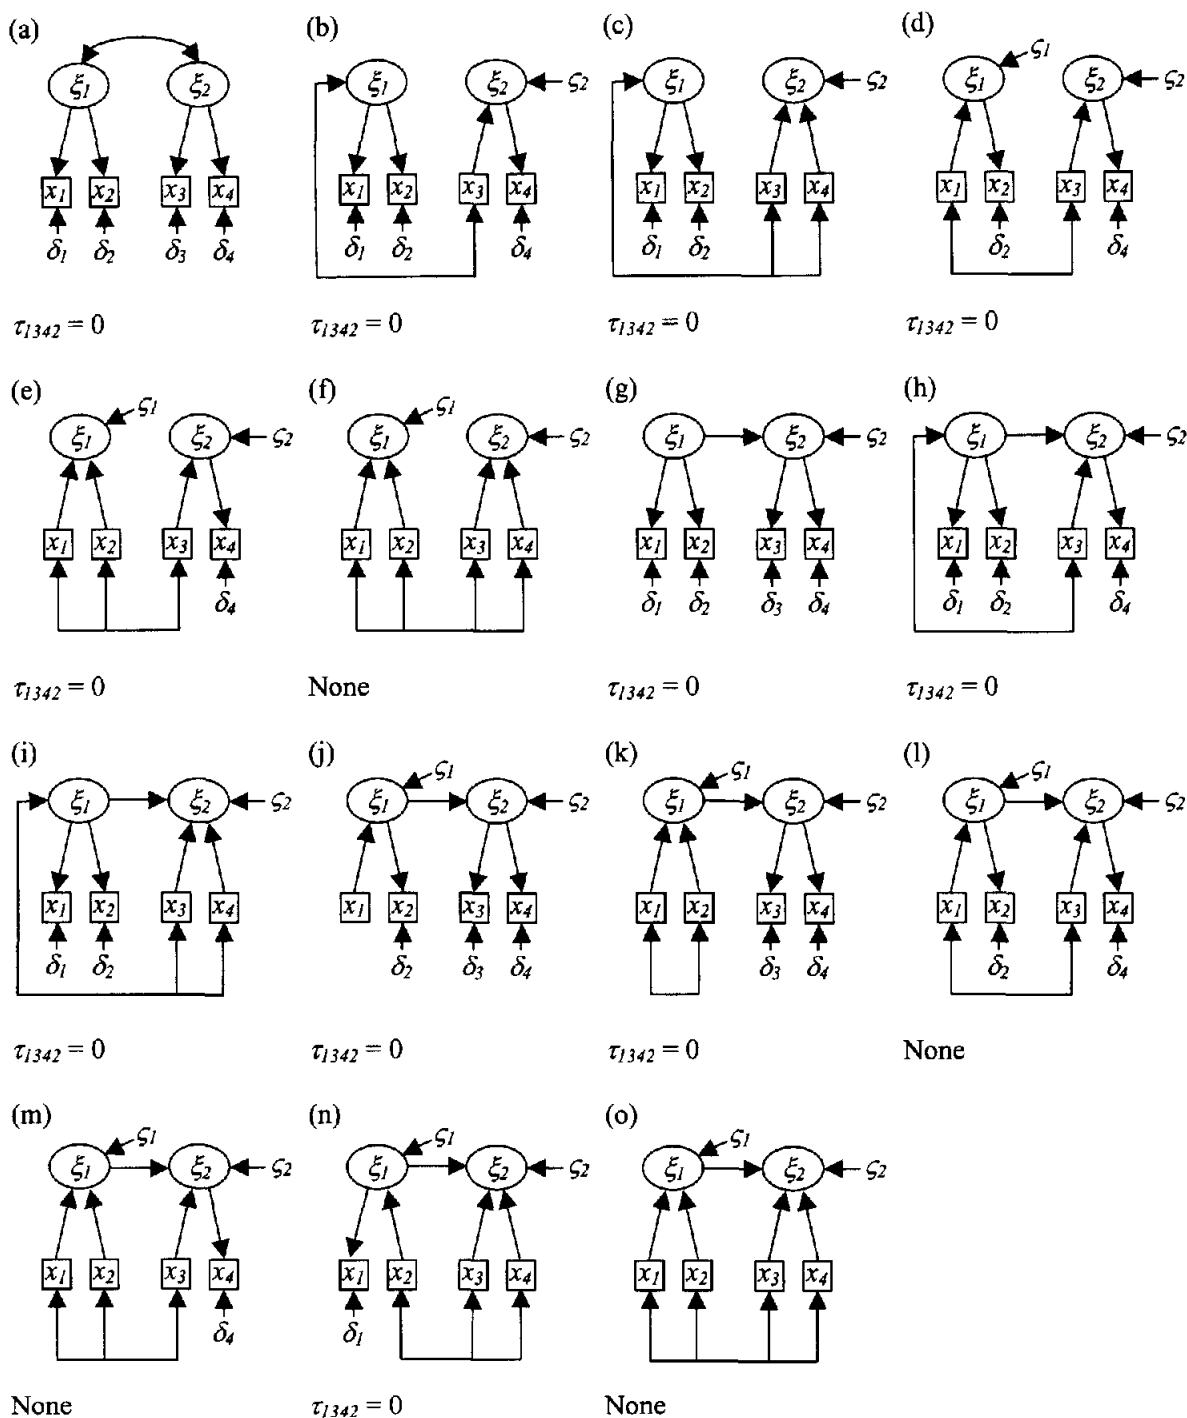 (a) (b) (c) (d)
ξ1 ξ2 ξ1 ξ2 ς2 ξ1 ξ2 ς2 ξ1 ς1 ξ2 ς2
x1 x2 x3 x4 x1 x2 x3 x4 x1 x2 x3 x4 x1 x2 x3 x4
δ1 δ2 δ3 δ4 δ1 δ2 δ4 δ1 δ2 δ2 δ4
τ1342 = 0 τ1342 = 0 τ1342 = 0 τ1342 = 0
(e) (f) (g) (h)
ξ1 ς1 ξ2 ς2 ξ1 ς1 ξ2 ς2 ξ1 ξ2 ς2 ξ1 ξ2 ς2
x1 x2 x3 x4 x1 x2 x3 x4 x1 x2 x3 x4 x1 x2 x3 x4
δ4 δ1 δ2 δ3 δ4 δ1 δ2 δ4
τ1342 = 0 None τ1342 = 0 τ1342 = 0
(i) (j) (k) (l)
ξ1 ξ2 ς2 ξ1 ς1 ξ2 ς2 ξ1 ς1 ξ2 ς2 ξ1 ς1 ξ2 ς2
x1 x2 x3 x4 x1 x2 x3 x4 x1 x2 x3 x4 x1 x2 x3 x4
δ1 δ2 δ2 δ3 δ4 δ3 δ4 δ2 δ4
τ1342 = 0 τ1342 = 0 τ1342 = 0 None
(m) (n) (o)
ξ1 ς1 ξ2 ς2 ξ1 ς1 ξ2 ς2 ξ1 ς1 ξ2 ς2
x1 x2 x3 x4 x1 x2 x3 x4 x1 x2 x3 x4
δ4 δ1
None τ1342 = 0 None